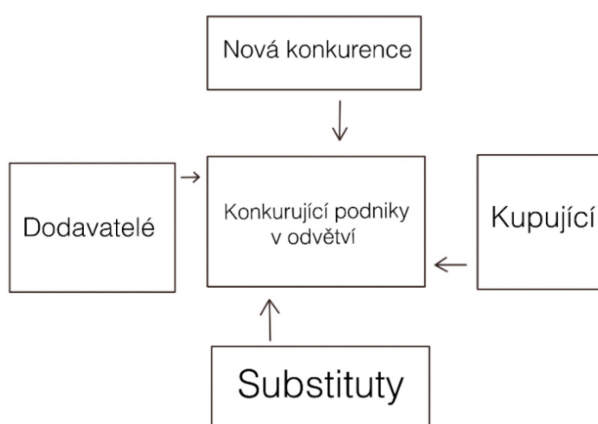 Nová konkurence
Dodavatelé
Konkurující podniky
v odvětví
Kupující
Substituty